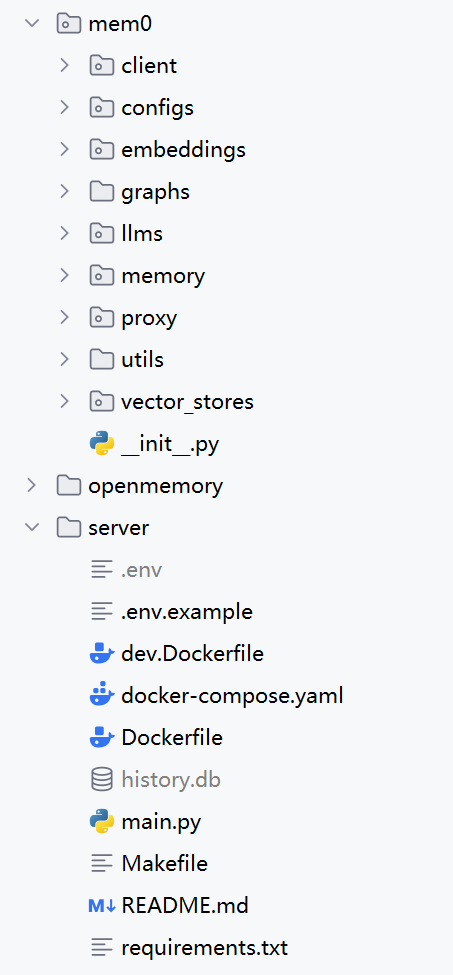 mem0
client
configs
embeddings
graphs
llms
memory
proxy
utils
vector_stores
__init__.py
openmemory
server
.env
.env.example
dev.Dockerfile
docker-compose.yaml
Dockerfile
history.db
main.py
Makefile
M↓ README.md
requirements.txt